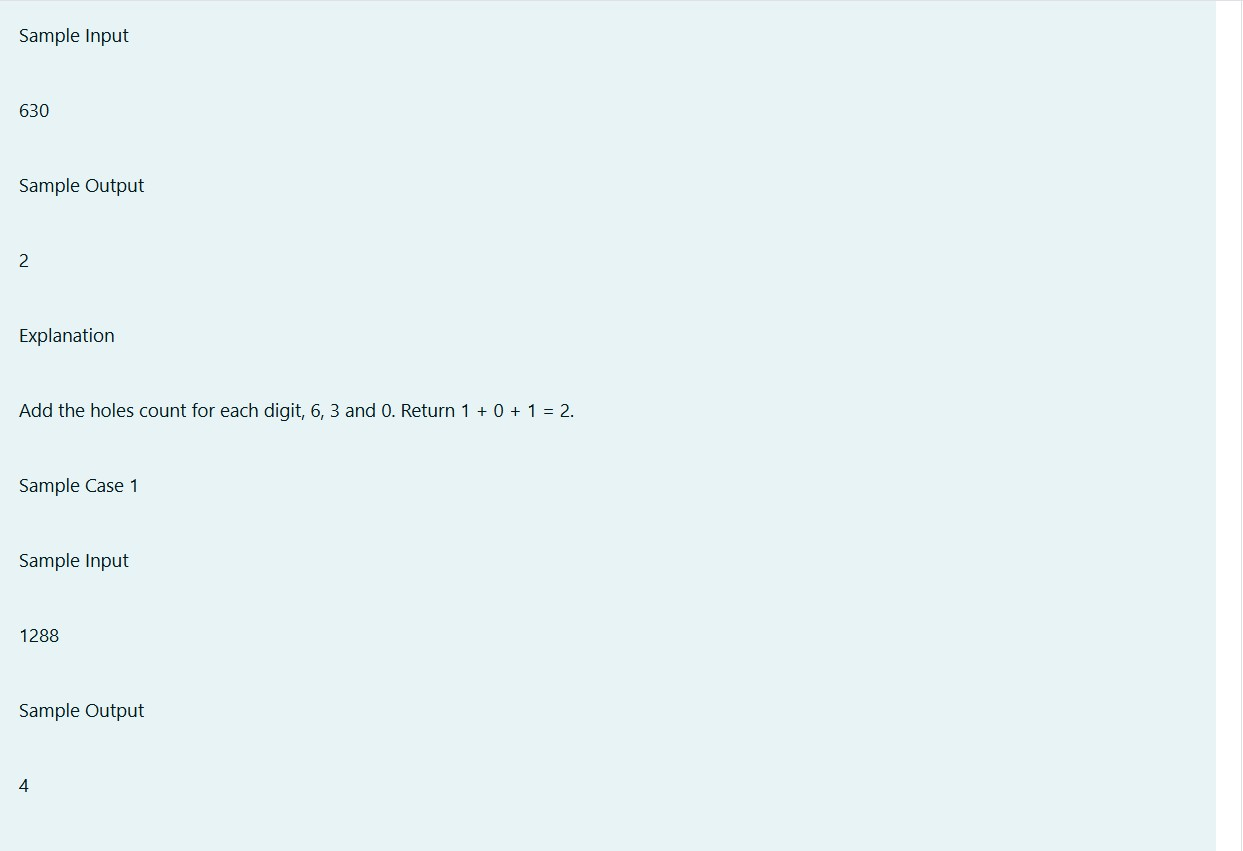 Sample Input
630
Sample Output
2
Explanation
Add the holes count for each digit, 6, 3 and 0. Return 1 + 0 + 1 = 2.
Sample Case 1
Sample Input
1288
Sample Output
4